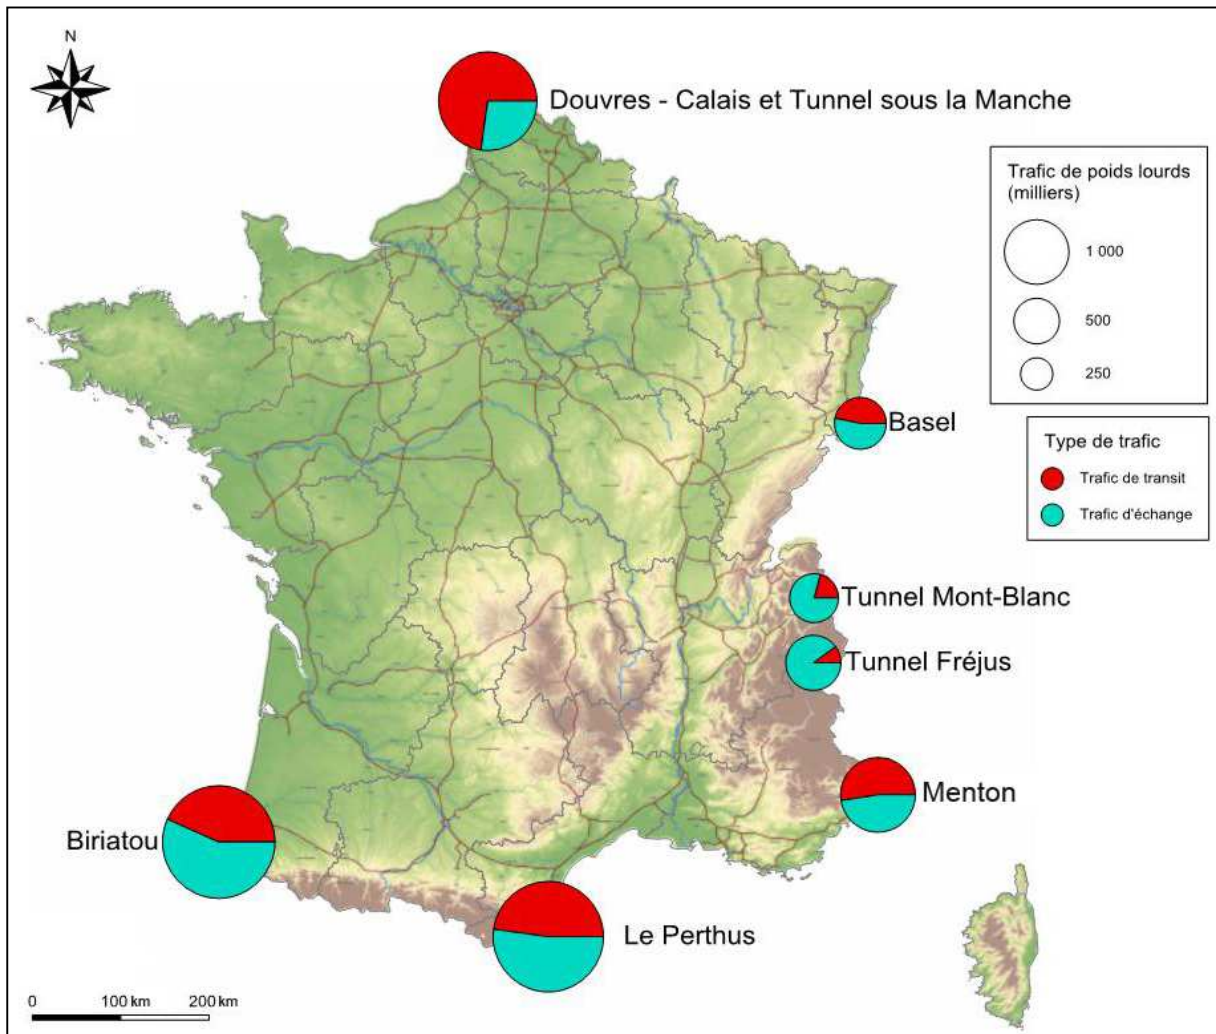 N
Douvres - Calais et Tunnel sous la Manche
Trafic de poids lourds
(milliers)
1 000
500
250
Basel
Type de trafic
Trafic de transit
Trafic d'échange
Tunnel Mont-Blanc
Tunnel Fréjus
Menton
Biriatou
Le Perthus
0 100 km 200 km